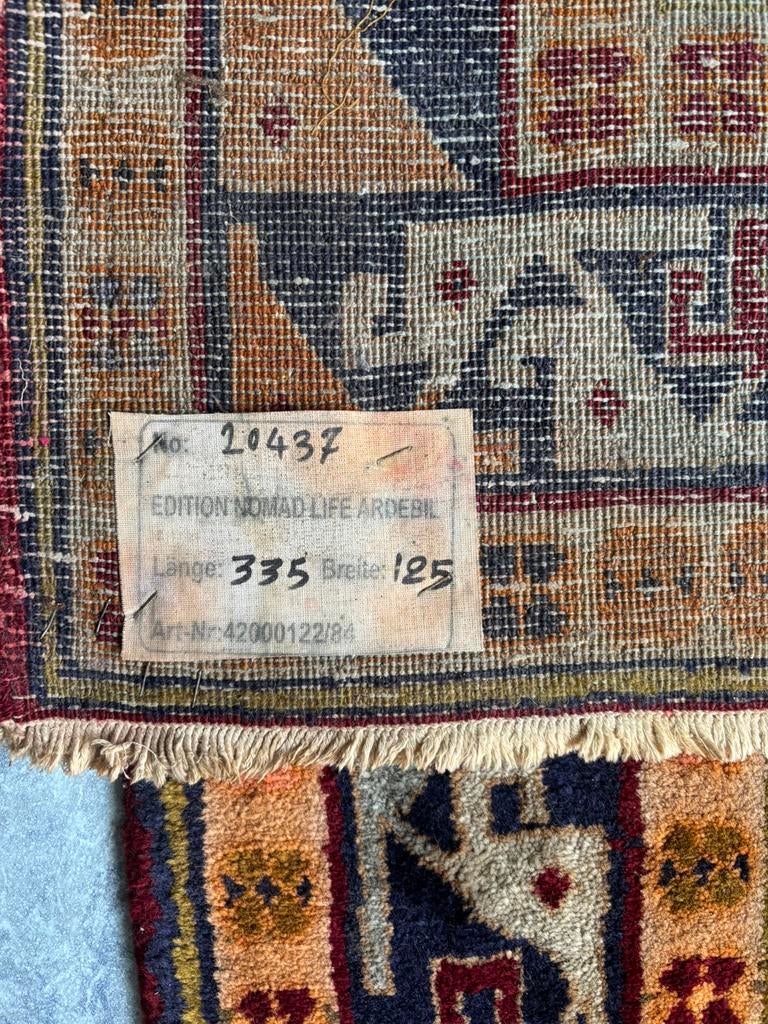 No: 20437
EDITION NOMAD LIFE ARDEBIL
Länge: 335 Breite: 125
Art-Nr: 42000122/84